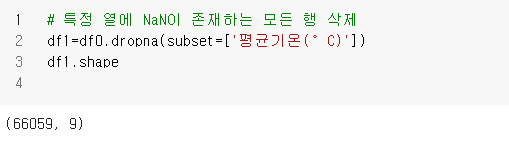 1 # 특정 열에 NaN이 존재하는 모든 행 삭제
2 df1=df0.dropna(subset=['평균기온(° C)'])
3 df1.shape
4
(66059, 9)